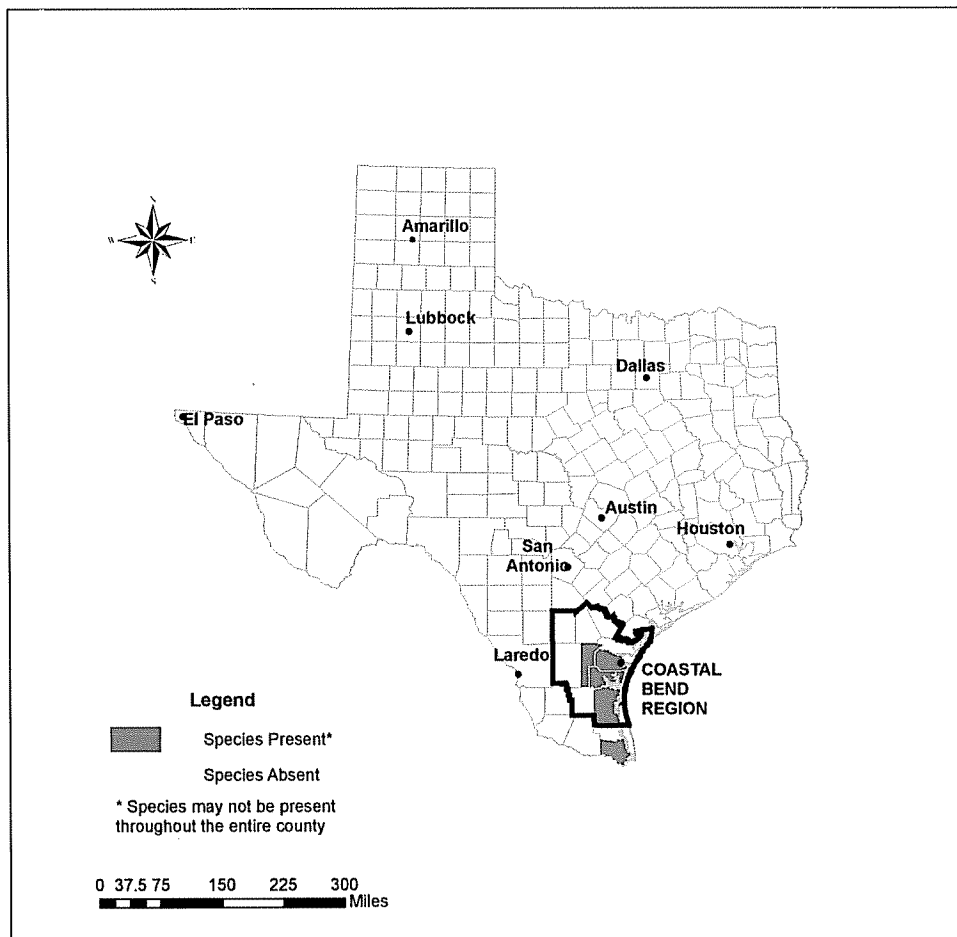 N
W
E
S
Amarillo
Lubbock
Dallas
El Paso
Austin
Houston
San
Antonio
Laredo
COASTAL
BEND
REGION
Legend
Species Present*
Species Absent
* Species may not be present
throughout the entire county
0 37.5 75 150 225 300
Miles